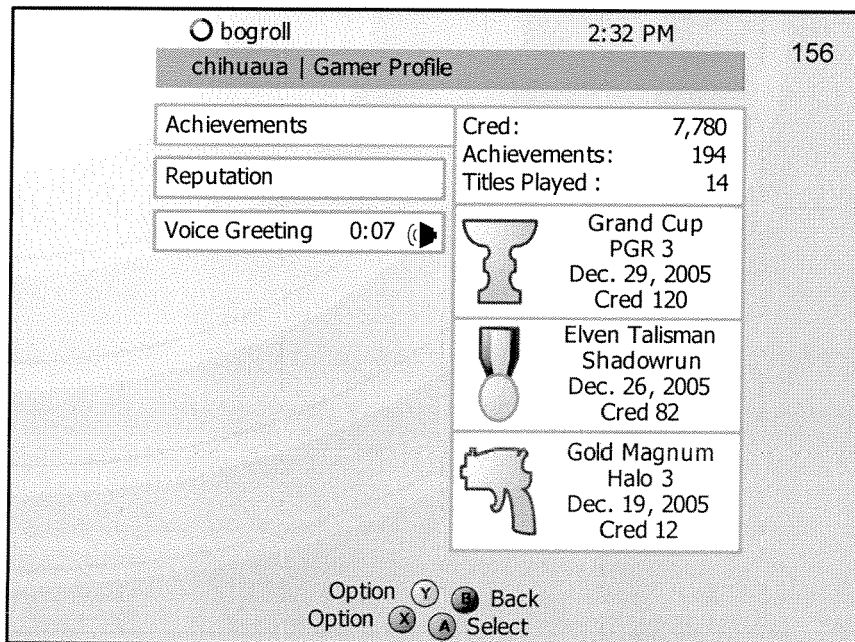 bogroll 2:32 PM
156
chihuaua | Gamer Profile
Achievements
Reputation
Voice Greeting 0:07
Cred: 7,780
Achievements: 194
Titles Played : 14
Grand Cup
PGR 3
Dec. 29, 2005
Cred 120
Elven Talisman
Shadowrun
Dec. 26, 2005
Cred 82
Gold Magnum
Halo 3
Dec. 19, 2005
Cred 12
Option Y B Back
Option X A Select